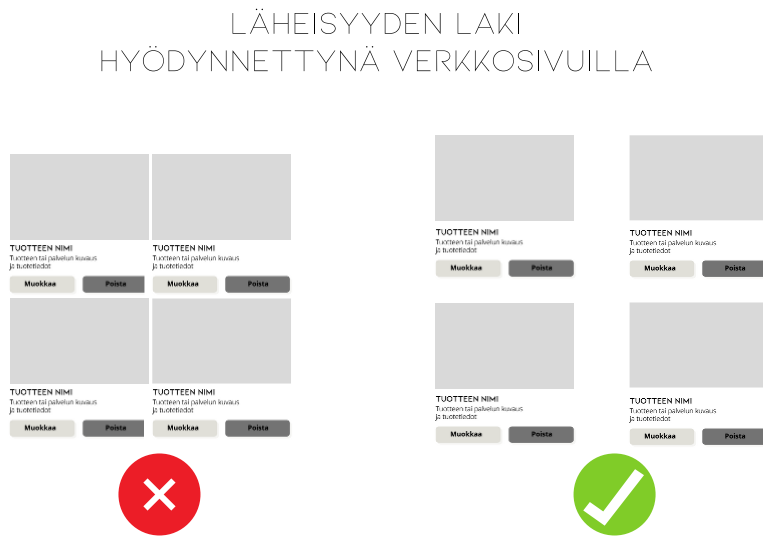 LÄHEISYYDEN LAKI
HYÖDYNNETTYNÄ VERKKOSIVUILLA
TUOTTEEN NIMI
Tuotteen tai palvelun kuvaus
ja tuotetiedot
Muokkaa
Poista
TUOTTEEN NIMI
Tuotteen tai palvelun kuvaus
ja tuotetiedot
Muokkaa
Poista
TUOTTEEN NIMI
Tuotteen tai palvelun kuvaus
ja tuotetiedot
Muokkaa
Poista
TUOTTEEN NIMI
Tuotteen tai palvelun kuvaus
ja tuotetiedot
Muokkaa
Poista
TUOTTEEN NIMI
Tuotteen tai palvelun kuvaus
ja tuotetiedot
Muokkaa
Poista
TUOTTEEN NIMI
Tuotteen tai palvelun kuvaus
ja tuotetiedot
Muokkaa
Poista
TUOTTEEN NIMI
Tuotteen tai palvelun kuvaus
ja tuotetiedot
Muokkaa
Poista
TUOTTEEN NIMI
Tuotteen tai palvelun kuvaus
ja tuotetiedot
Muokkaa
Poista